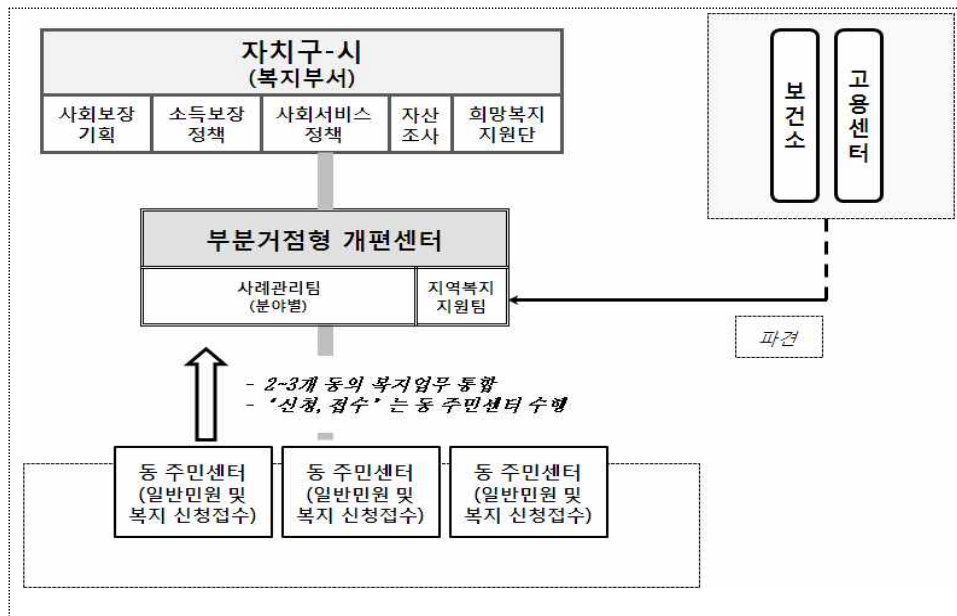 자치구-시
(복지부서)
사회보장
기획
소득보장
정책
사회서비스
정책
자산
조사
희망복지
지원단
보건소
고용센터
부분거점형 개편센터
사례관리팀
(분야별)
지역복지
지원팀
파견
- 2~3개 동의 복지업무 통합
- ‘신청, 접수’는 동 주민센터 수행
동 주민센터
(일반민원 및
복지 신청접수)
동 주민센터
(일반민원 및
복지 신청접수)
동 주민센터
(일반민원 및
복지 신청접수)